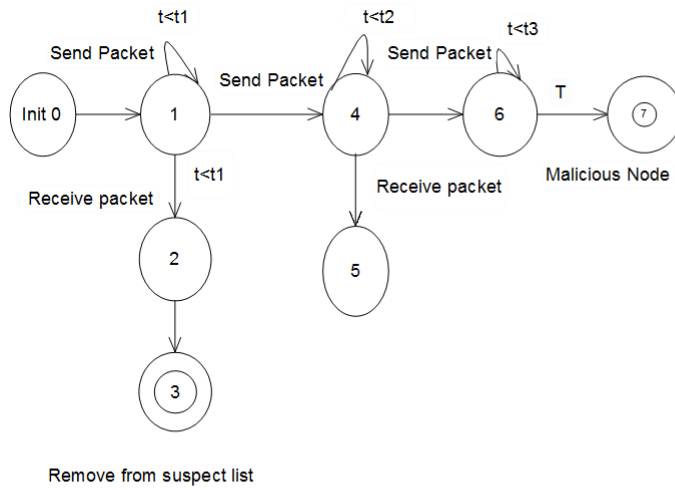 t<t1
t<t2
t<t3
Send Packet
Send Packet
Send Packet
T
Init 0
1
4
6
7
t<t1
Malicious Node
Receive packet
Receive packet
2
5
3
Remove from suspect list